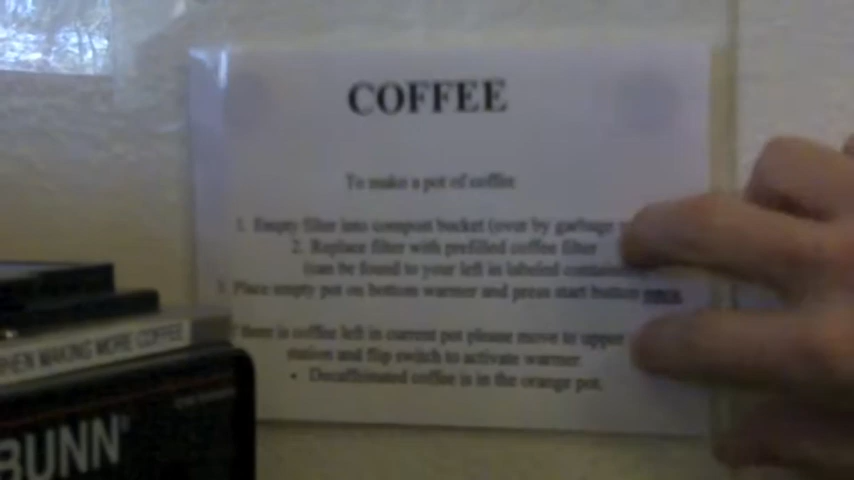 COFFEE
To make a pot of coffee
1. Empty filter into compost bucket (over by garbage
2. Replace filter with prefilled coffee filter
(can be found to your left in labeled
3. Place empty pot on bottom warmer and press start button once.
there is coffee left in current pot please move to upper
station and flip switch to activate warmer
• Decaffeinated coffee is in the orange pot.
WHEN MAKING MORE COFFEE
BUNN